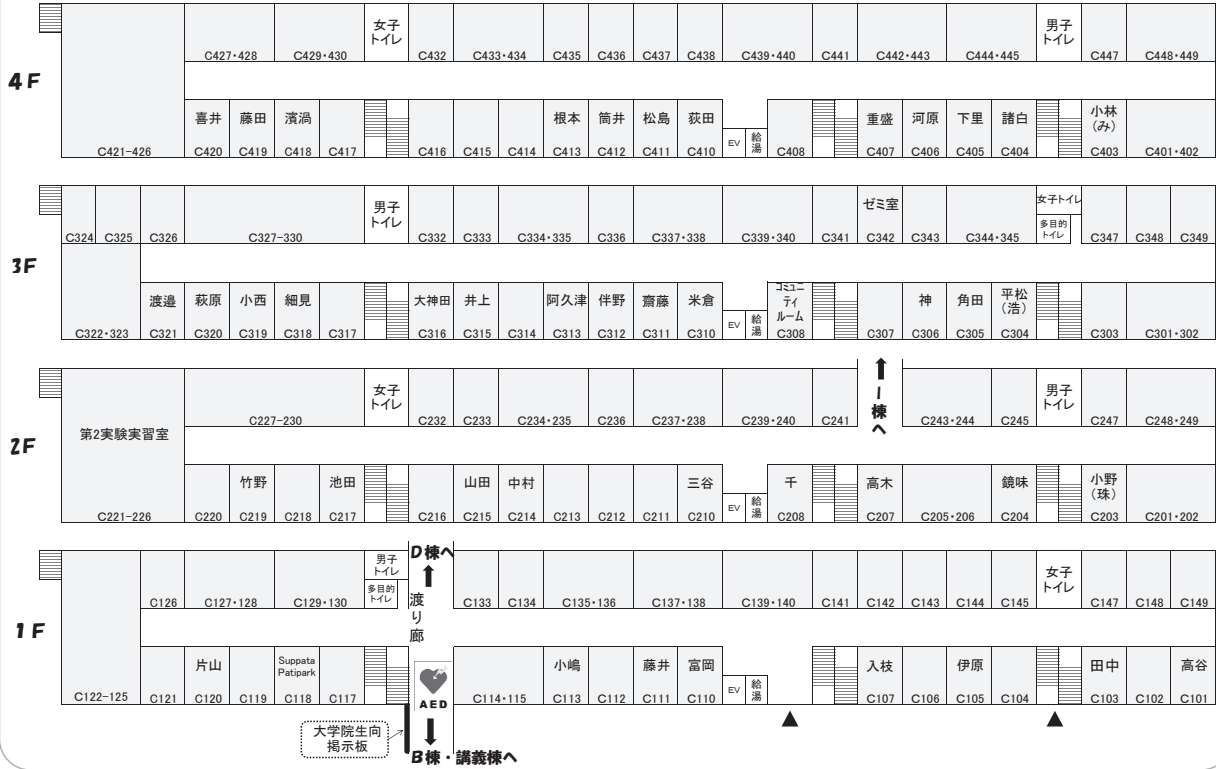 女子
トイレ
男子
トイレ
C427・428 C429・430 C432 C433・434 C435 C436 C437 C438 C439・440 C441 C442・443 C444・445 C447 C448・449
4F
喜井 藤田 濱渦 根本 筒井 松島 荻田 重盛 河原 下里 諸白 小林
(み)
C421-426 C420 C419 C418 C417 C416 C415 C414 C413 C412 C411 C410 EV 給湯 C408 C407 C406 C405 C404 C403 C401・402
男子
トイレ
ゼミ室
女子トイレ
多目的
トイレ
C324 C325 C326 C327-330 C332 C333 C334・335 C336 C337・338 C339・340 C341 C342 C343 C344・345 C347 C348 C349
3F
渡邉 萩原 小西 細見 大神田 井上 阿久津 伴野 齋藤 米倉 コミュニ
ティ
ルーム
神 角田 平松
(浩)
C322・323 C321 C320 C319 C318 C317 C316 C315 C314 C313 C312 C311 C310 EV 給湯 C308 C307 C306 C305 C304 C303 C301・302
女子
トイレ
I棟へ
男子
トイレ
第2実験実習室
C227-230 C232 C233 C234・235 C236 C237・238 C239・240 C241 C243・244 C245 C247 C248・249
2F
竹野 池田 山田 中村 三谷 千 高木 鏡味 小野
(珠)
C221-226 C220 C219 C218 C217 C216 C215 C214 C213 C212 C211 C210 EV 給湯 C208 C207 C205・206 C204 C203 C201・202
男子
トイレ
多目的
トイレ
D棟へ
渡り廊
女子
トイレ
C126 C127・128 C129・130 C133 C134 C135・136 C137・138 C139・140 C141 C142 C143 C144 C145 C147 C148 C149
1F
片山 Suppata
Patipark
小嶋 藤井 富岡 入枝 伊原 田中 高谷
C122-125 C121 C120 C119 C118 C117 AED C114・115 C113 C112 C111 C110 EV 給湯 C107 C106 C105 C104 C103 C102 C101
大学院生向
掲示板
B棟・講義棟へ